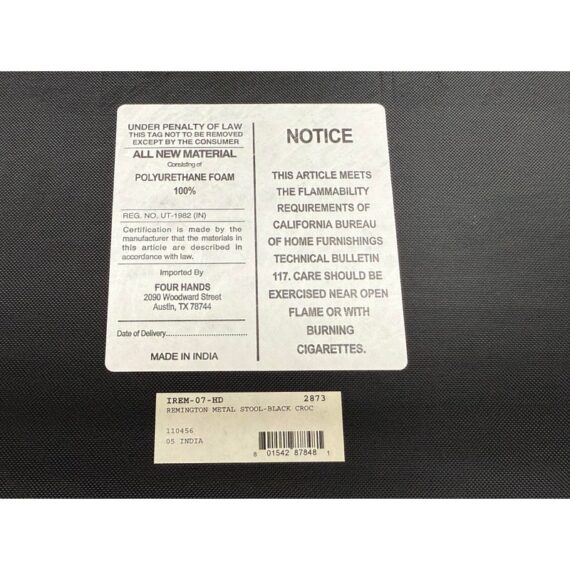 UNDER PENALTY OF LAW
THIS TAG NOT TO BE REMOVED
EXCEPT BY THE CONSUMER
ALL NEW MATERIAL
Consisting of
POLYURETHANE FOAM
100%
REG. NO. UT-1982 (IN)
Certification is made by the
manufacturer that the materials in
this article are described in
accordance with law.
Imported By
FOUR HANDS
2090 Woodward Street
Austin, TX 78744
Date of Delivery..............................
MADE IN INDIA
NOTICE
THIS ARTICLE MEETS
THE FLAMMABILITY
REQUIREMENTS OF
CALIFORNIA BUREAU
OF HOME FURNISHINGS
TECHNICAL BULLETIN
117. CARE SHOULD BE
EXERCISED NEAR OPEN
FLAME OR WITH
BURNING
CIGARETTES.
IREM-07-HD 2873
REMINGTON METAL STOOL-BLACK CROC
110456
05 INDIA
8 01542 87848 1